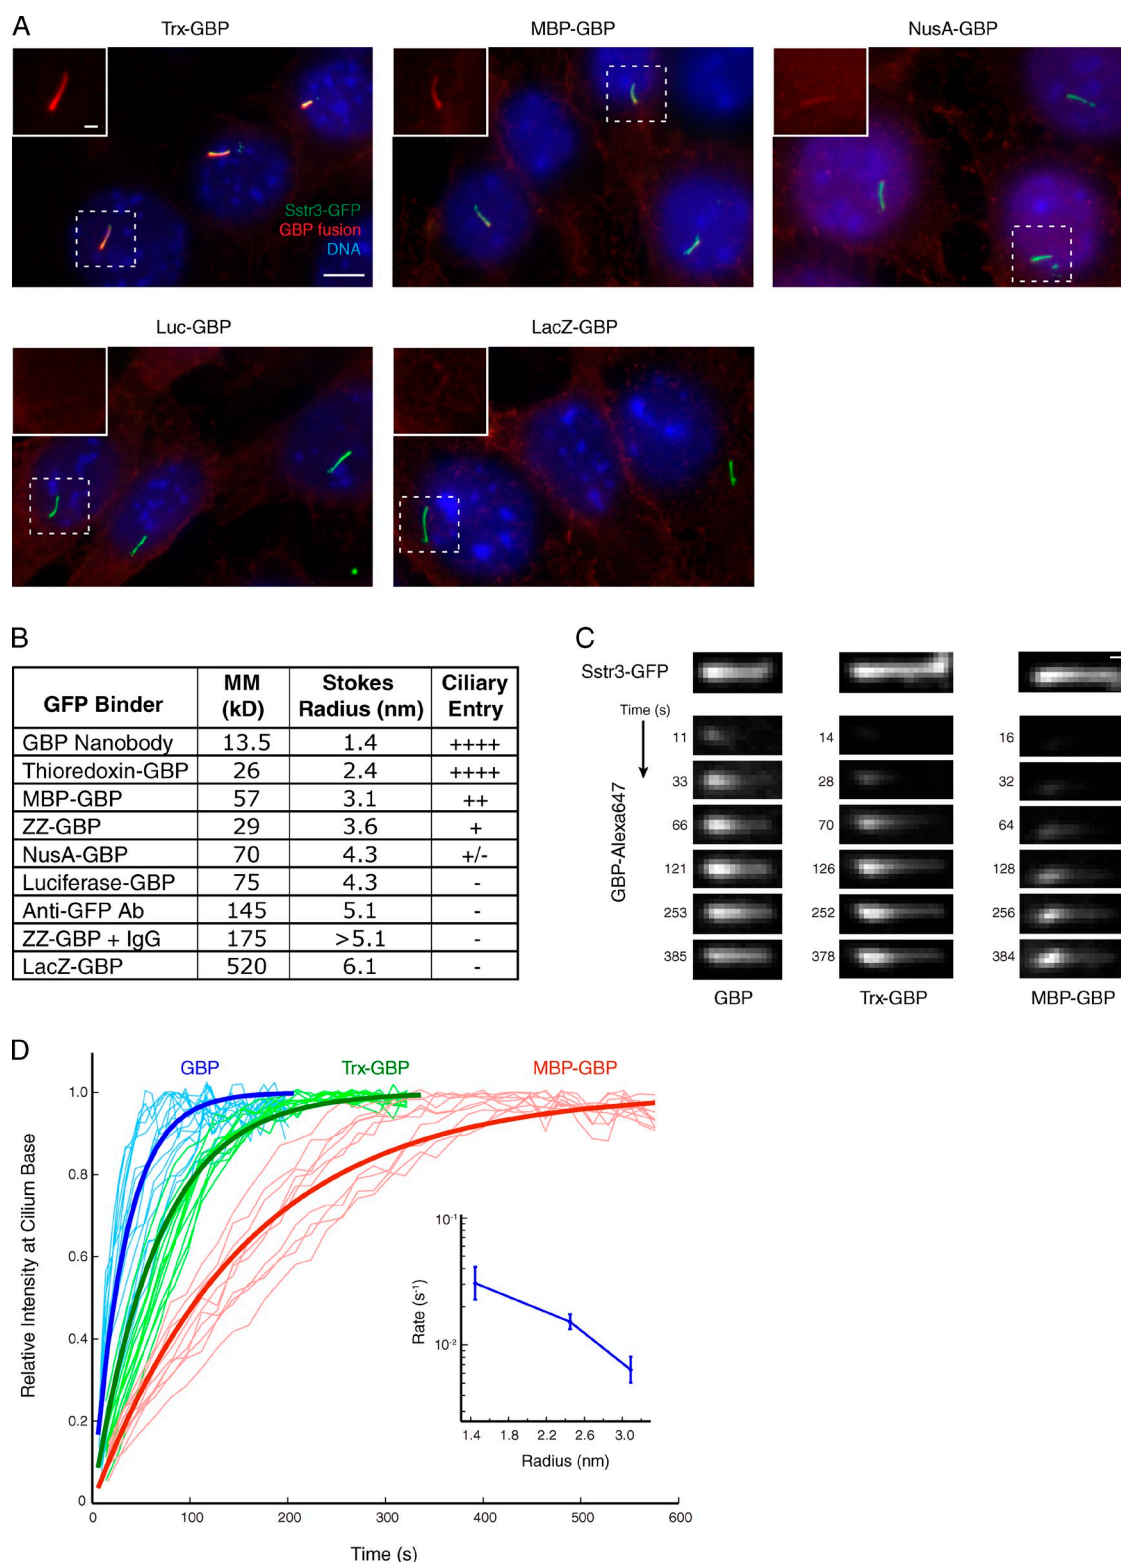 A
Trx-GBP
MBP-GBP
NusA-GBP
Sstr3-GFP
GBP fusion
DNA
Luc-GBP
LacZ-GBP
B
GFP Binder MM (kD) Stokes Radius (nm) Ciliary Entry
GBP Nanobody 13.5 1.4 ++++
Thioredoxin-GBP 26 2.4 ++++
MBP-GBP 57 3.1 ++
ZZ-GBP 29 3.6 +
NusA-GBP 70 4.3 +/-
Luciferase-GBP 75 4.3 -
Anti-GFP Ab 145 5.1 -
ZZ-GBP + IgG 175 >5.1 -
LacZ-GBP 520 6.1 -
C
Sstr3-GFP
Time (s)
GBP-Alexa647
11 14 16
33 28 32
66 70 64
121 126 128
253 252 256
385 378 384
GBP Trx-GBP MBP-GBP
D
GBP Trx-GBP MBP-GBP
Relative Intensity at Cilium Base
1.0
0.8
0.6
0.4
0.2
0
0 100 200 300 400 500 600
Time (s)
Rate (s⁻¹)
10⁻¹
10⁻²
1.4 1.8 2.2 2.6 3.0
Radius (nm)